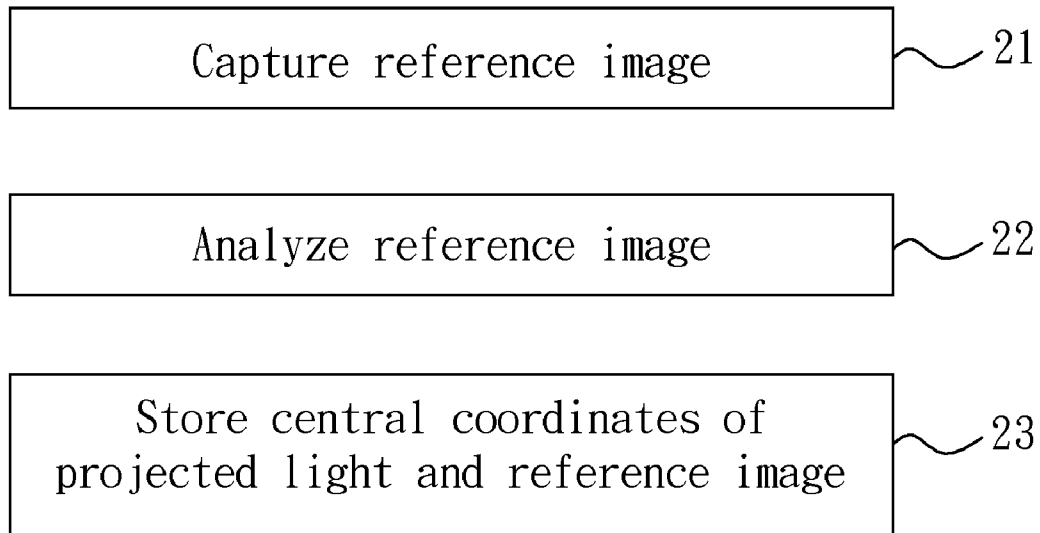 Capture reference image
21
Analyze reference image
22
Store central coordinates of
projected light and reference image
23